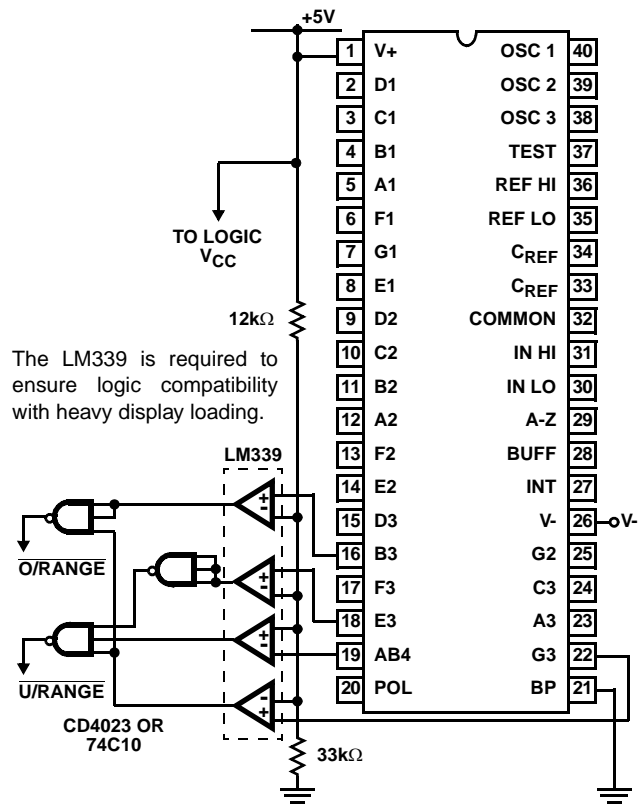 +5V
1 V+ OSC 1 40
2 D1 OSC 2 39
3 C1 OSC 3 38
4 B1 TEST 37
5 A1 REF HI 36
6 F1 REF LO 35
TO LOGIC
VCC
7 G1 CREF 34
8 E1 CREF 33
12kΩ
9 D2 COMMON 32
10 C2 IN HI 31
11 B2 IN LO 30
12 A2 A-Z 29
The LM339 is required to
ensure logic compatibility
with heavy display loading.
13 F2 BUFF 28
14 E2 INT 27
15 D3 V- 26 V-
16 B3 G2 25
17 F3 C3 24
18 E3 A3 23
19 AB4 G3 22
20 POL BP 21
LM339
+
-
O/RANGE
+
-
+
-
U/RANGE
-
+
CD4023 OR
74C10
33kΩ